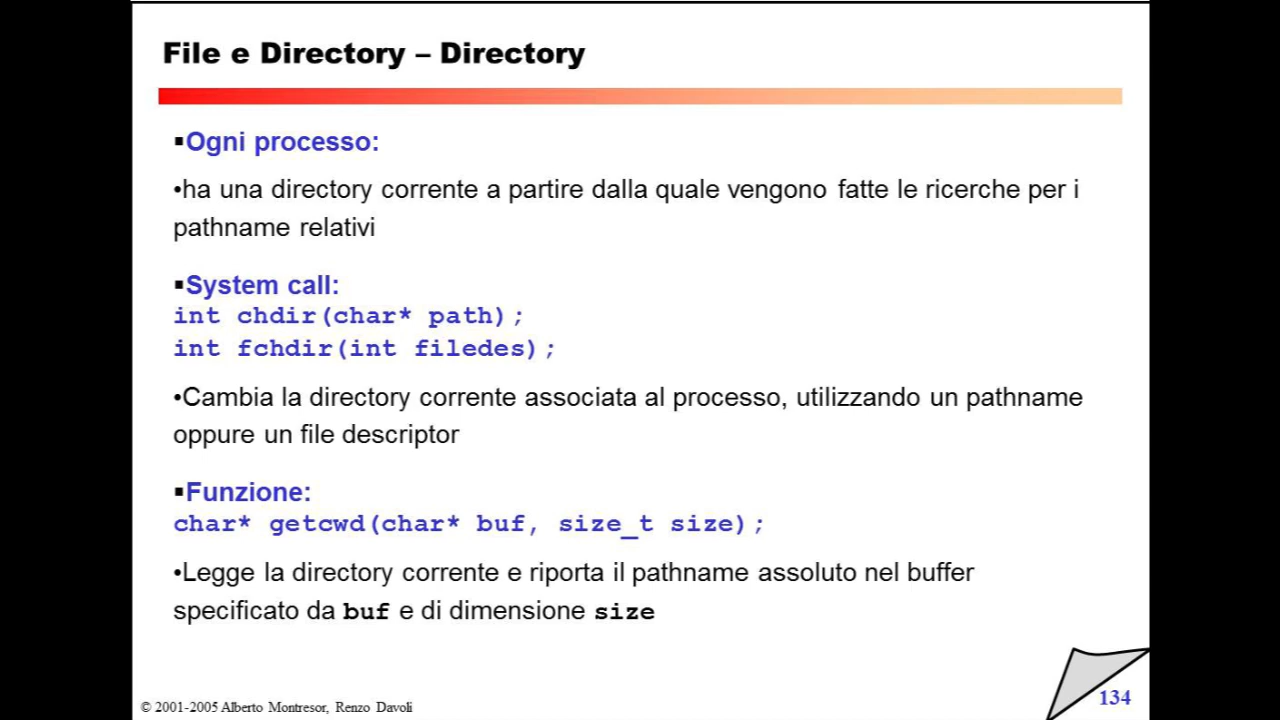 File e Directory – Directory
▪Ogni processo:
•ha una directory corrente a partire dalla quale vengono fatte le ricerche per i
pathname relativi
▪System call:
int chdir(char* path);
int fchdir(int filedes);
•Cambia la directory corrente associata al processo, utilizzando un pathname
oppure un file descriptor
▪Funzione:
char* getcwd(char* buf, size_t size);
•Legge la directory corrente e riporta il pathname assoluto nel buffer
specificato da buf e di dimensione size
© 2001-2005 Alberto Montresor, Renzo Davoli
134